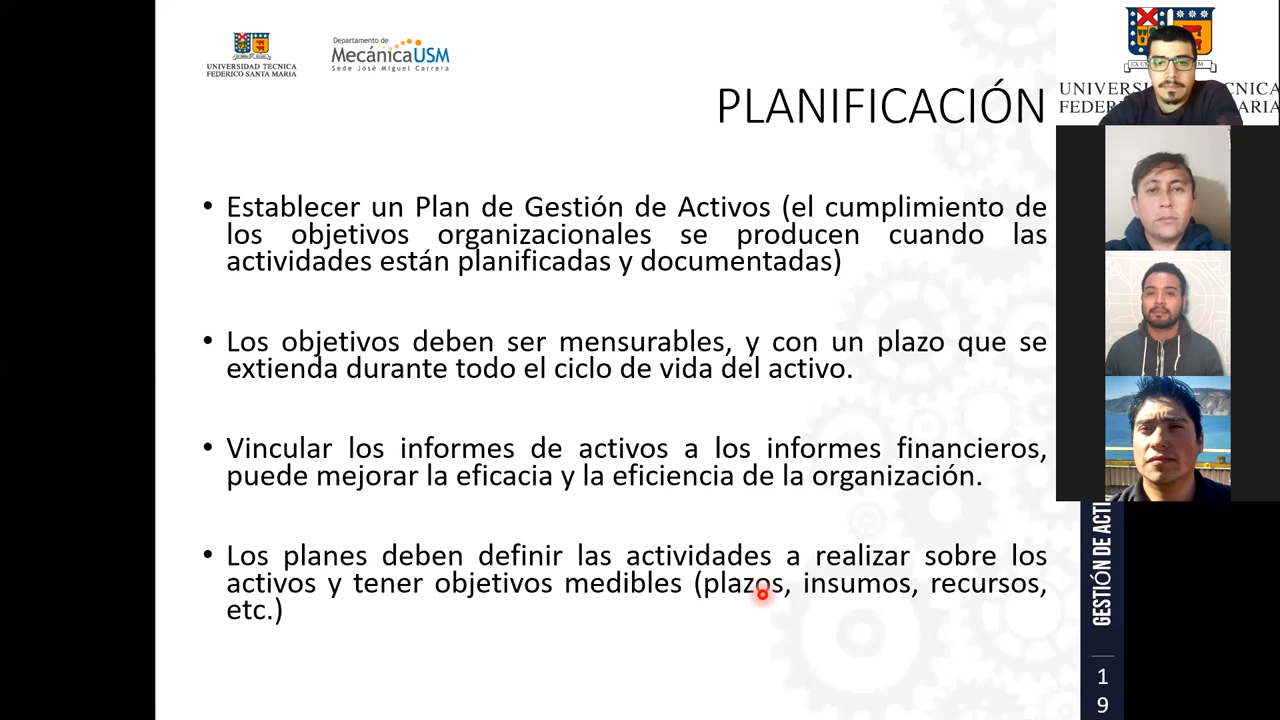 UNIVERSIDAD TECNICA
FEDERICO SANTA MARIA
Departamento de
MecánicaUSM
Sede José Miguel Carrera
PLANIFICACIÓN
• Establecer un Plan de Gestión de Activos (el cumplimiento de
los objetivos organizacionales se producen cuando las
actividades están planificadas y documentadas)
• Los objetivos deben ser mensurables, y con un plazo que se
extienda durante todo el ciclo de vida del activo.
• Vincular los informes de activos a los informes financieros,
puede mejorar la eficacia y la eficiencia de la organización.
• Los planes deben definir las actividades a realizar sobre los
activos y tener objetivos medibles (plazos, insumos, recursos,
etc.)
GESTIÓN DE ACTI
1
9